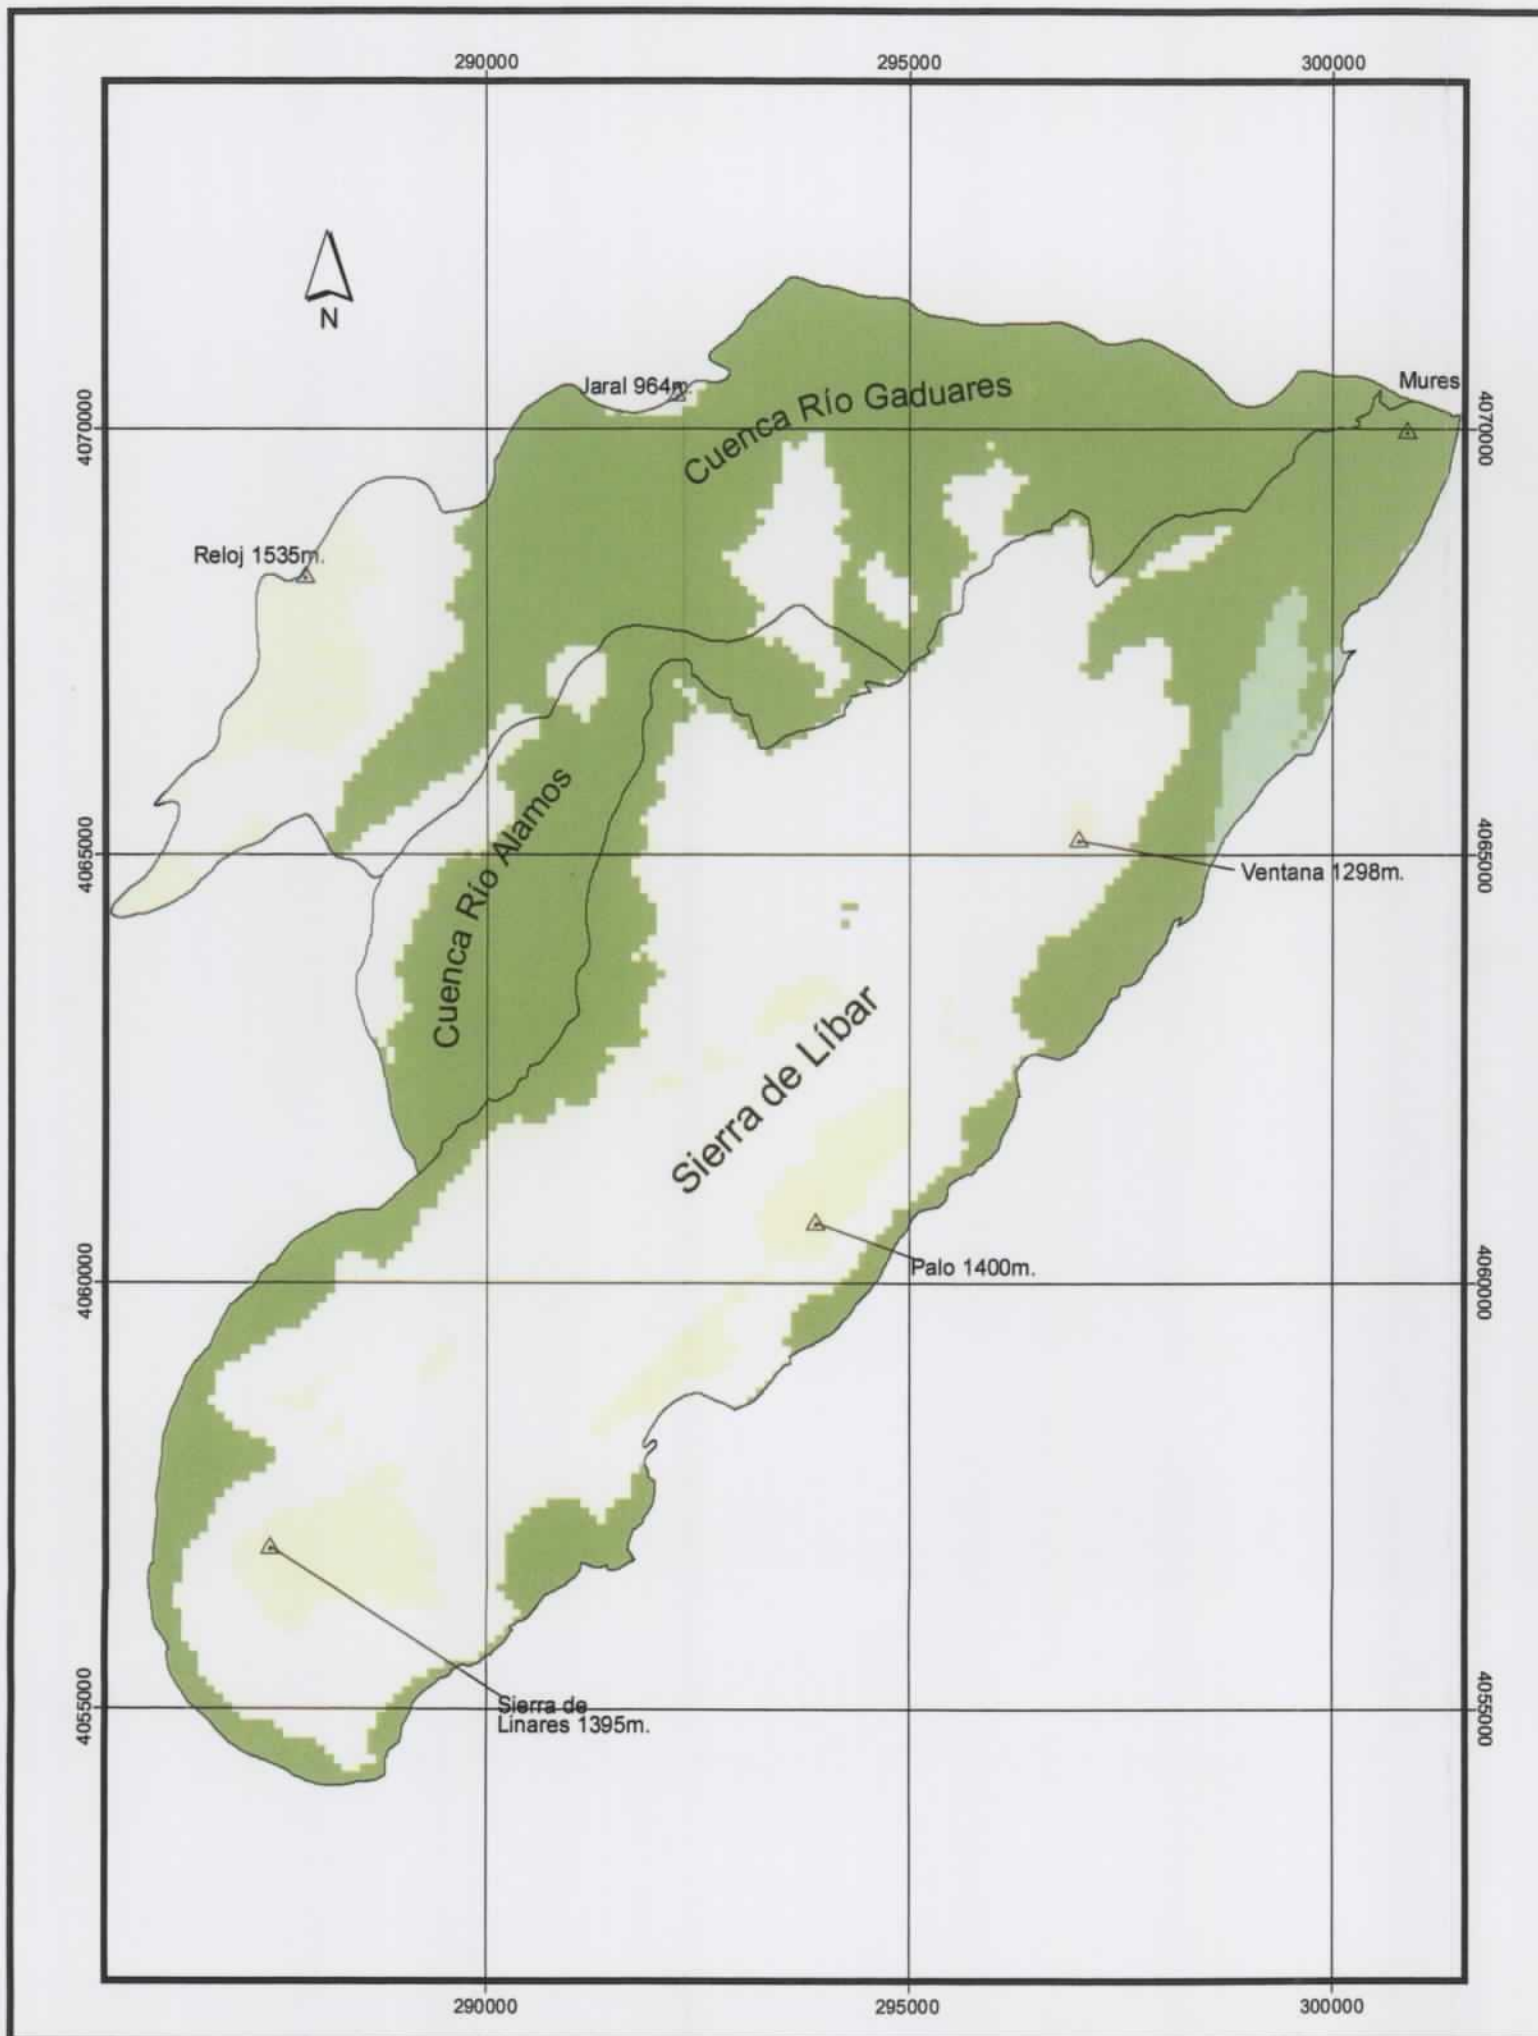 290000 295000 300000
N
Jaral 964m.
Mures
Cuenca Río Gaduares
4070000 4070000
Reloj 1535m.
Cuenca Río Alamos
4065000 4065000
Ventana 1298m.
Sierra de Líbar
Palo 1400m.
4060000 4060000
Sierra de
Linares 1395m.
4055000 4055000
290000 295000 300000